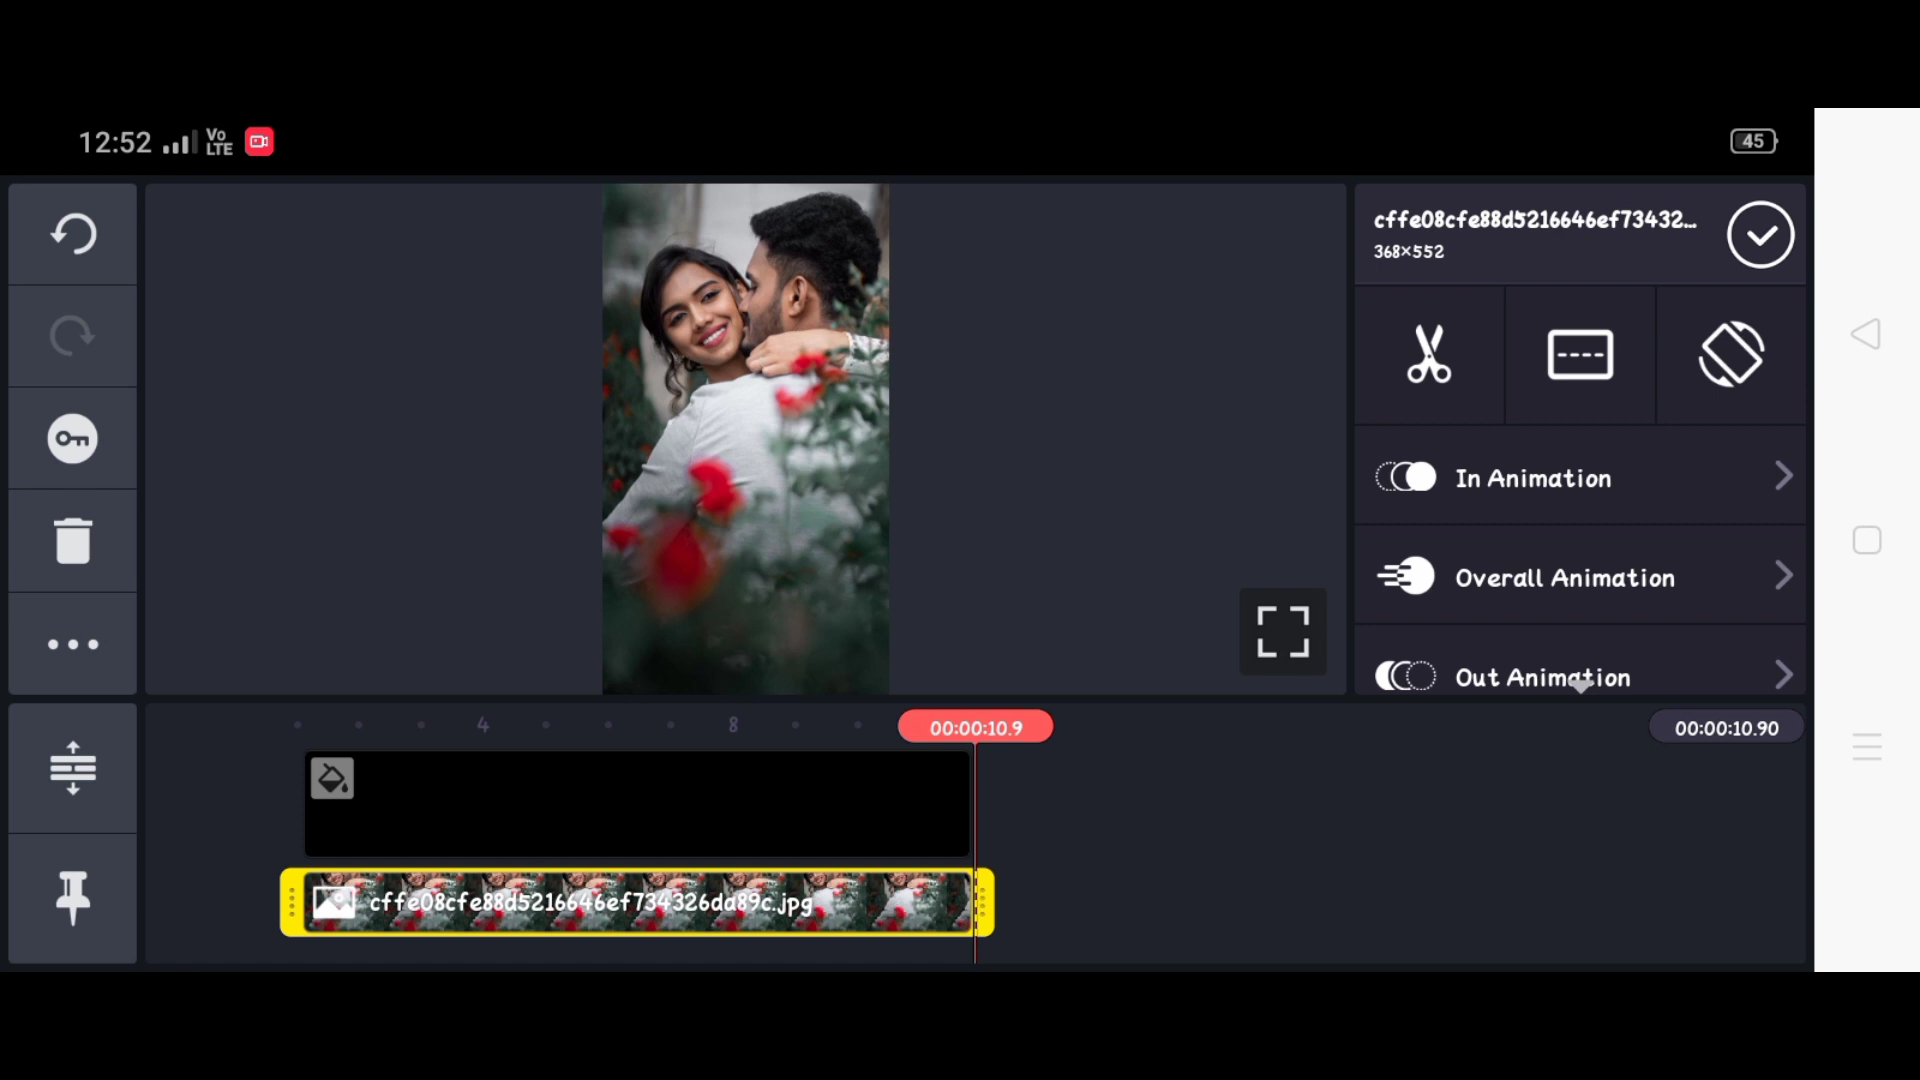 12:52
Vo
LTE
45
cffe08cfe88d5216646ef73432...
368×552
In Animation
Overall Animation
Out Animation
4
8
00:00:10.9
00:00:10.90
cffe08cfe88d5216646ef734326da89c.jpg